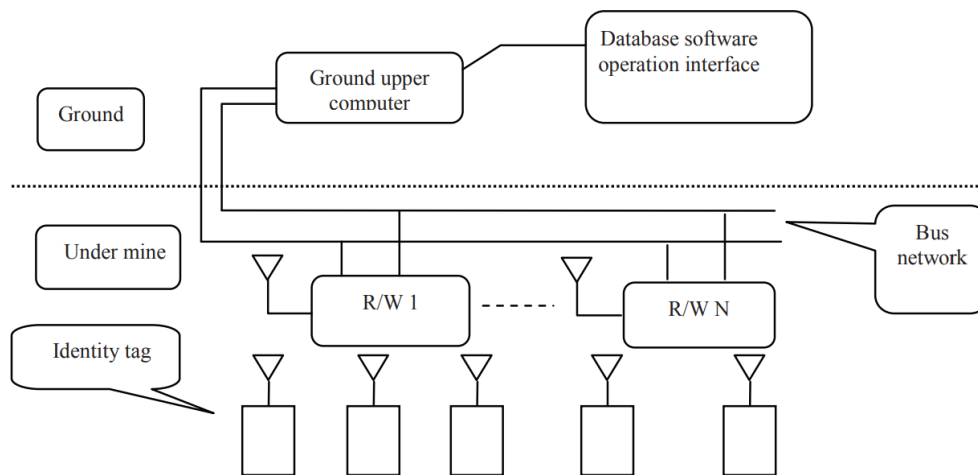 Database software
operation interface
Ground upper
computer
Ground
Under mine
Bus
network
R/W 1
R/W N
Identity tag